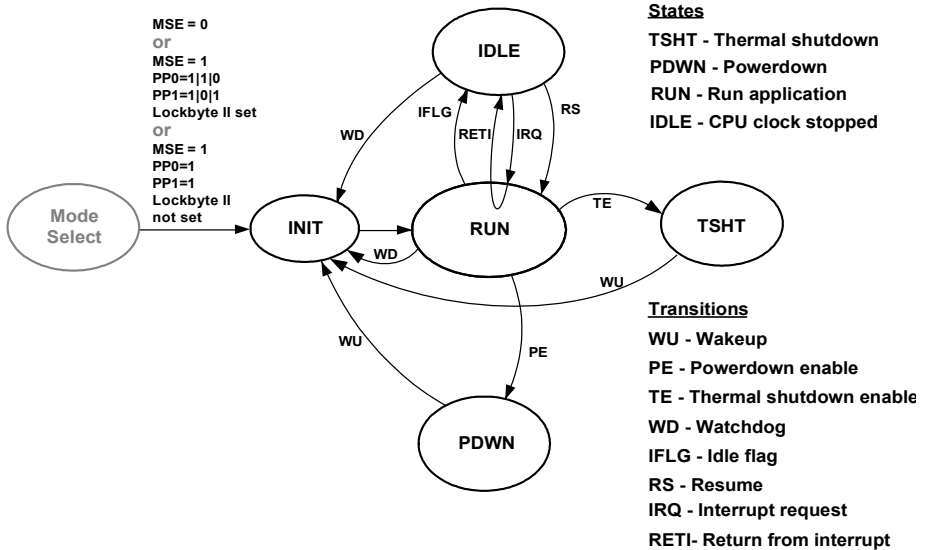 MSE = 0
or
MSE = 1
PP0=1|1|0
PP1=1|0|1
Lockbyte II set
or
MSE = 1
PP0=1
PP1=1
Lockbyte II
not set
Mode
Select
INIT
IDLE
RUN
TSHT
PDWN
WD
IFLG
RETI
IRQ
RS
TE
WD
WU
WU
PE
States
TSHT - Thermal shutdown
PDWN - Powerdown
RUN - Run application
IDLE - CPU clock stopped
Transitions
WU - Wakeup
PE - Powerdown enable
TE - Thermal shutdown enable
WD - Watchdog
IFLG - Idle flag
RS - Resume
IRQ - Interrupt request
RETI- Return from interrupt